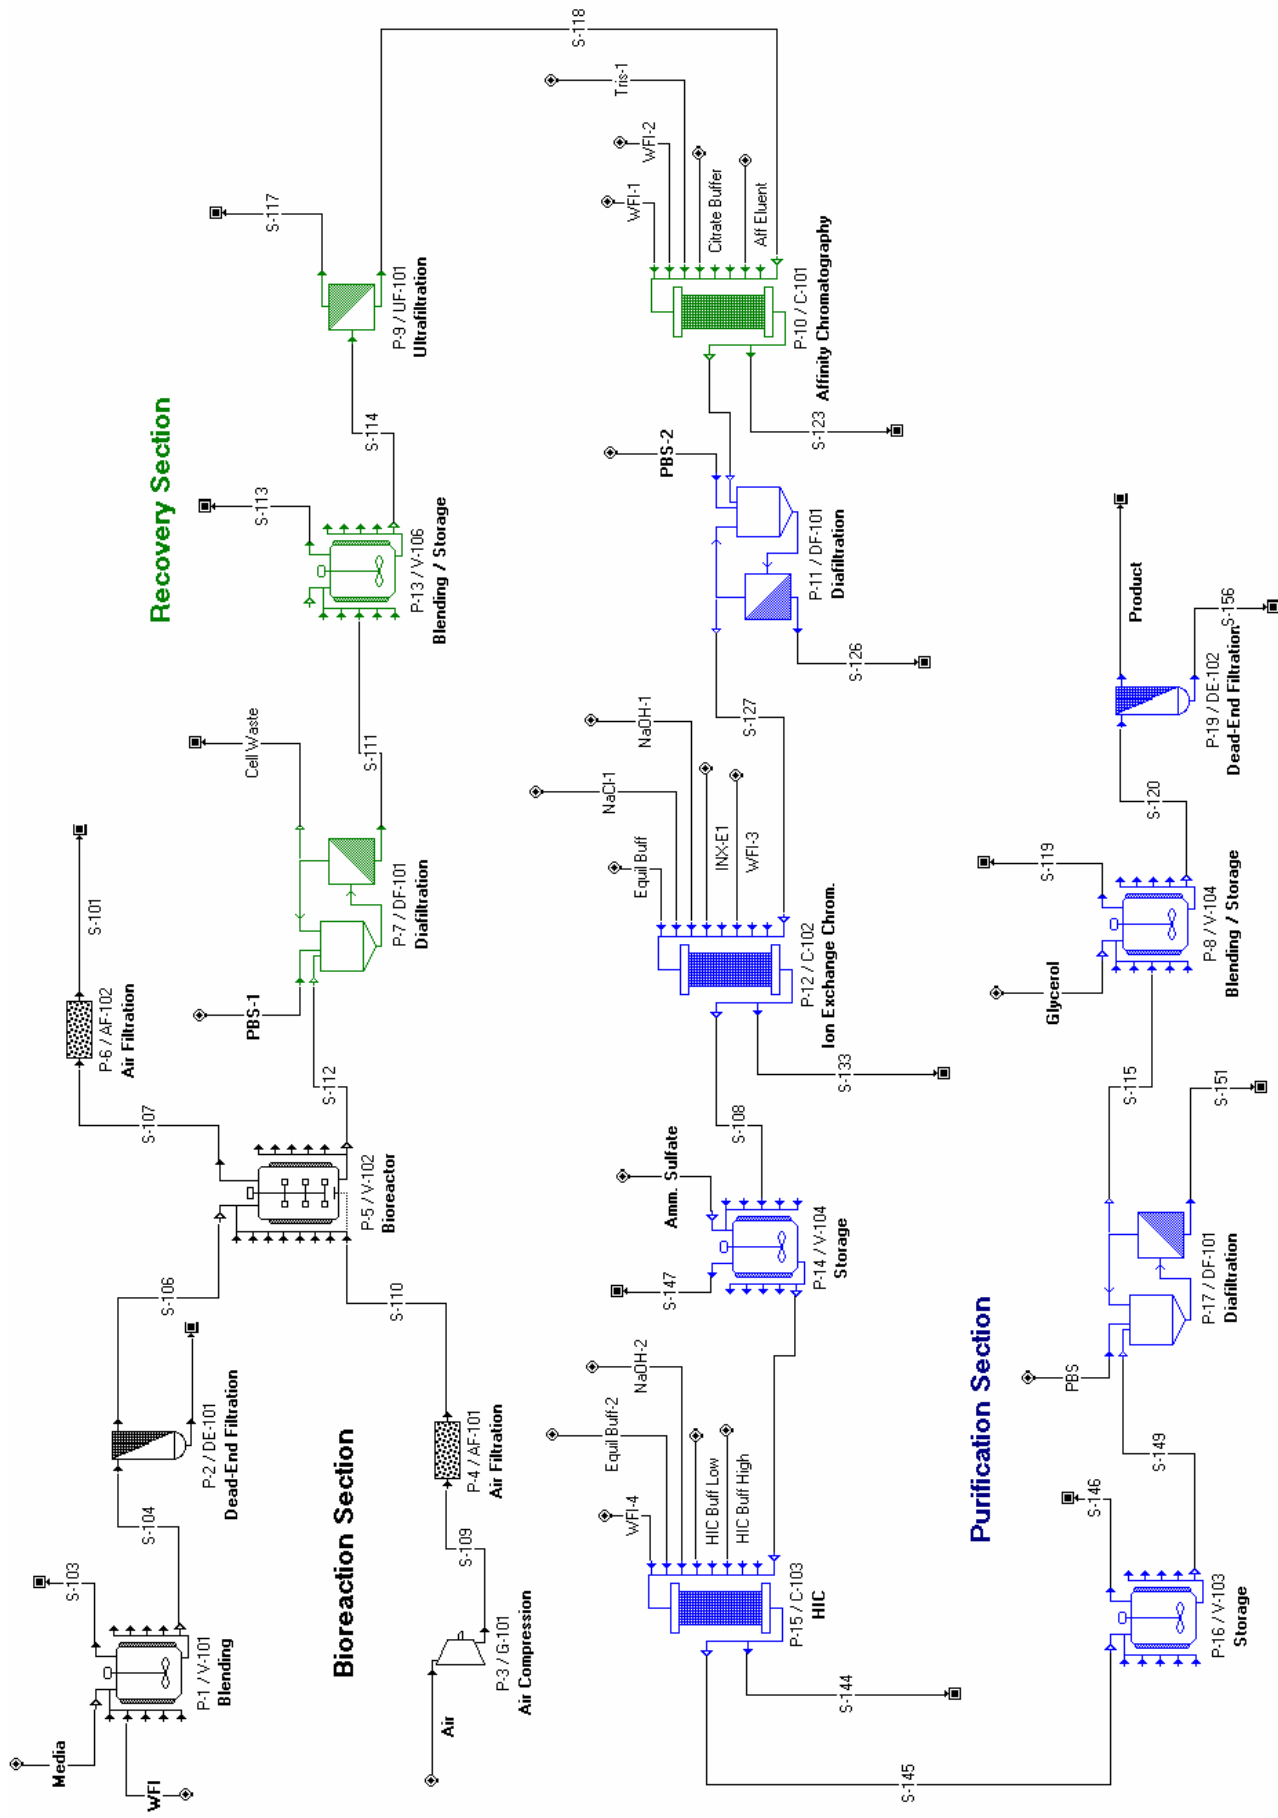 Media
WFI
S-103
P-1 / V-101
Blending
S-104
P-2 / DE-101
Dead-End Filtration
S-106
Bioreaction Section
Air
P-3 / G-101
Air Compression
S-109
P-4 / AF-101
Air Filtration
S-110
P-5 / V-102
Bioreactor
S-107
P-6 / AF-102
Air Filtration
S-101
S-112
PBS-1
P-7 / DF-101
Diafiltration
Cell Waste
S-111
Recovery Section
P-13 / V-106
Blending / Storage
S-113
S-114
P-9 / UF-101
Ultrafiltration
S-117
S-118
WFI-1
WFI-2
Tris-1
Citrate Buffer
Aff Eluent
P-10 / C-101
Affinity Chromatography
S-123
PBS-2
P-11 / DF-101
Diafiltration
S-126
S-127
Equil Buff
NaCl-1
NaOH-1
INX-E1
WFI-3
P-12 / C-102
Ion Exchange Chrom.
S-133
S-108
Amm. Sulfate
S-147
P-14 / V-104
Storage
WFI-4
Equil Buff-2
NaOH-2
HIC Buff Low
HIC Buff High
P-15 / C-103
HIC
S-144
S-145
Purification Section
P-16 / V-103
Storage
S-146
S-149
PBS
P-17 / DF-101
Diafiltration
S-151
S-115
Glycerol
S-119
P-8 / V-104
Blending / Storage
S-120
P-19 / DE-102
Dead-End Filtration
Product
S-156